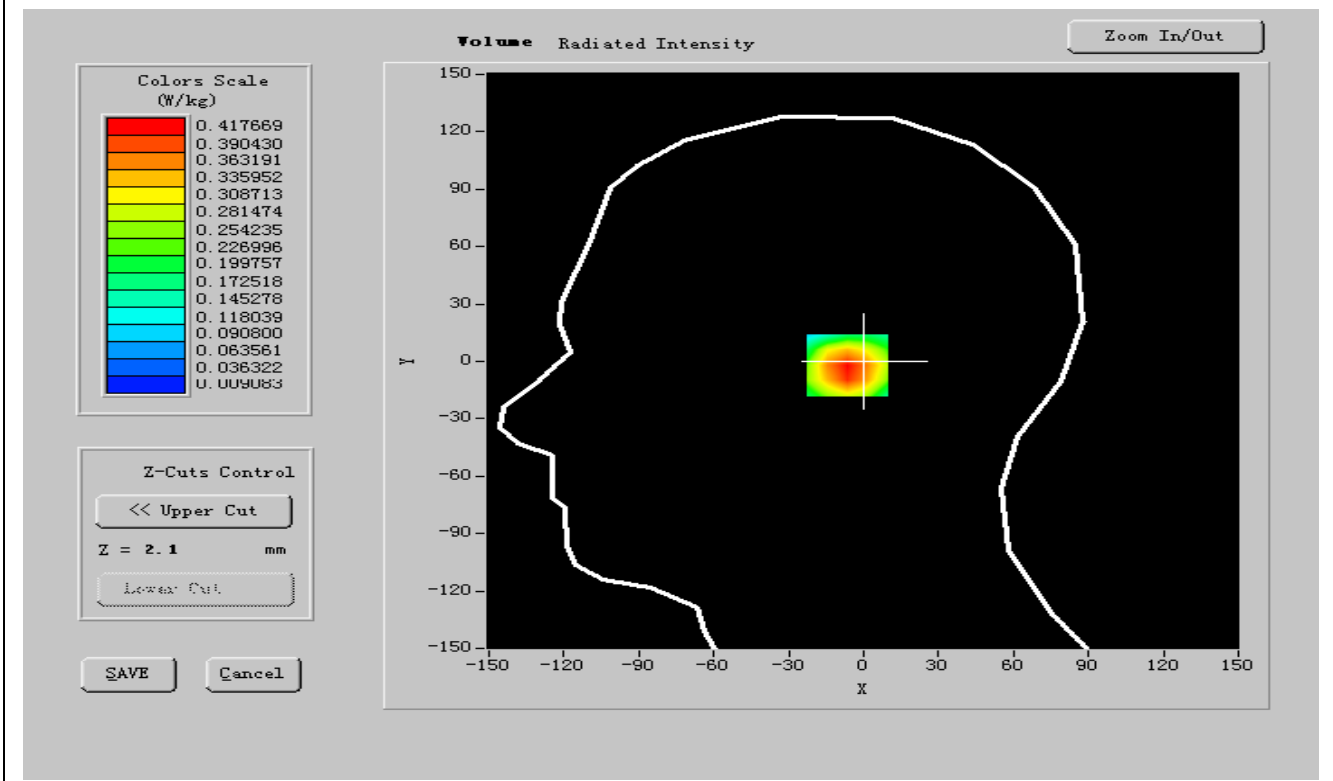 Volume Radiated Intensity
Zoom In/Out
Colors Scale
(W/kg)
0.417669
0.390430
0.363191
0.335952
0.308713
0.281474
0.254235
0.226996
0.199757
0.172518
0.145278
0.118039
0.090800
0.063561
0.036322
0.009083
Z-Cuts Control
<< Upper Cut
Z = 2.1 mm
Lower Cut
SAVE
Cancel
150
120
90
60
30
0
-30
-60
-90
-120
-150
Y
-150 -120 -90 -60 -30 0 30 60 90 120 150
X